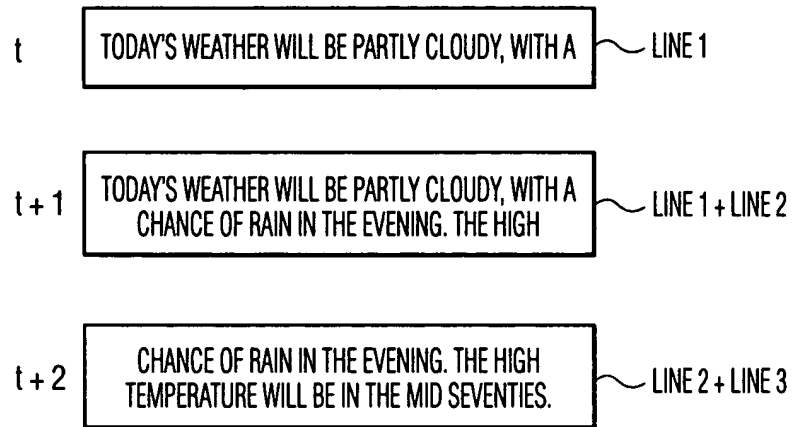 t TODAY'S WEATHER WILL BE PARTLY CLOUDY, WITH A LINE 1
t + 1 TODAY'S WEATHER WILL BE PARTLY CLOUDY, WITH A
CHANCE OF RAIN IN THE EVENING. THE HIGH LINE 1 + LINE 2
t + 2 CHANCE OF RAIN IN THE EVENING. THE HIGH
TEMPERATURE WILL BE IN THE MID SEVENTIES. LINE 2 + LINE 3